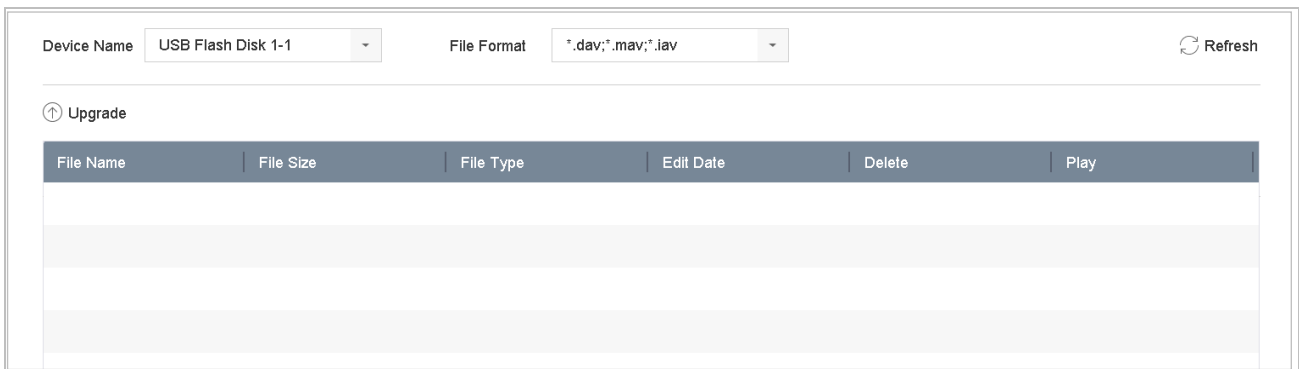 Device Name USB Flash Disk 1-1 File Format *.dav;*.mav;*.iav Refresh
Upgrade
File Name File Size File Type Edit Date Delete Play